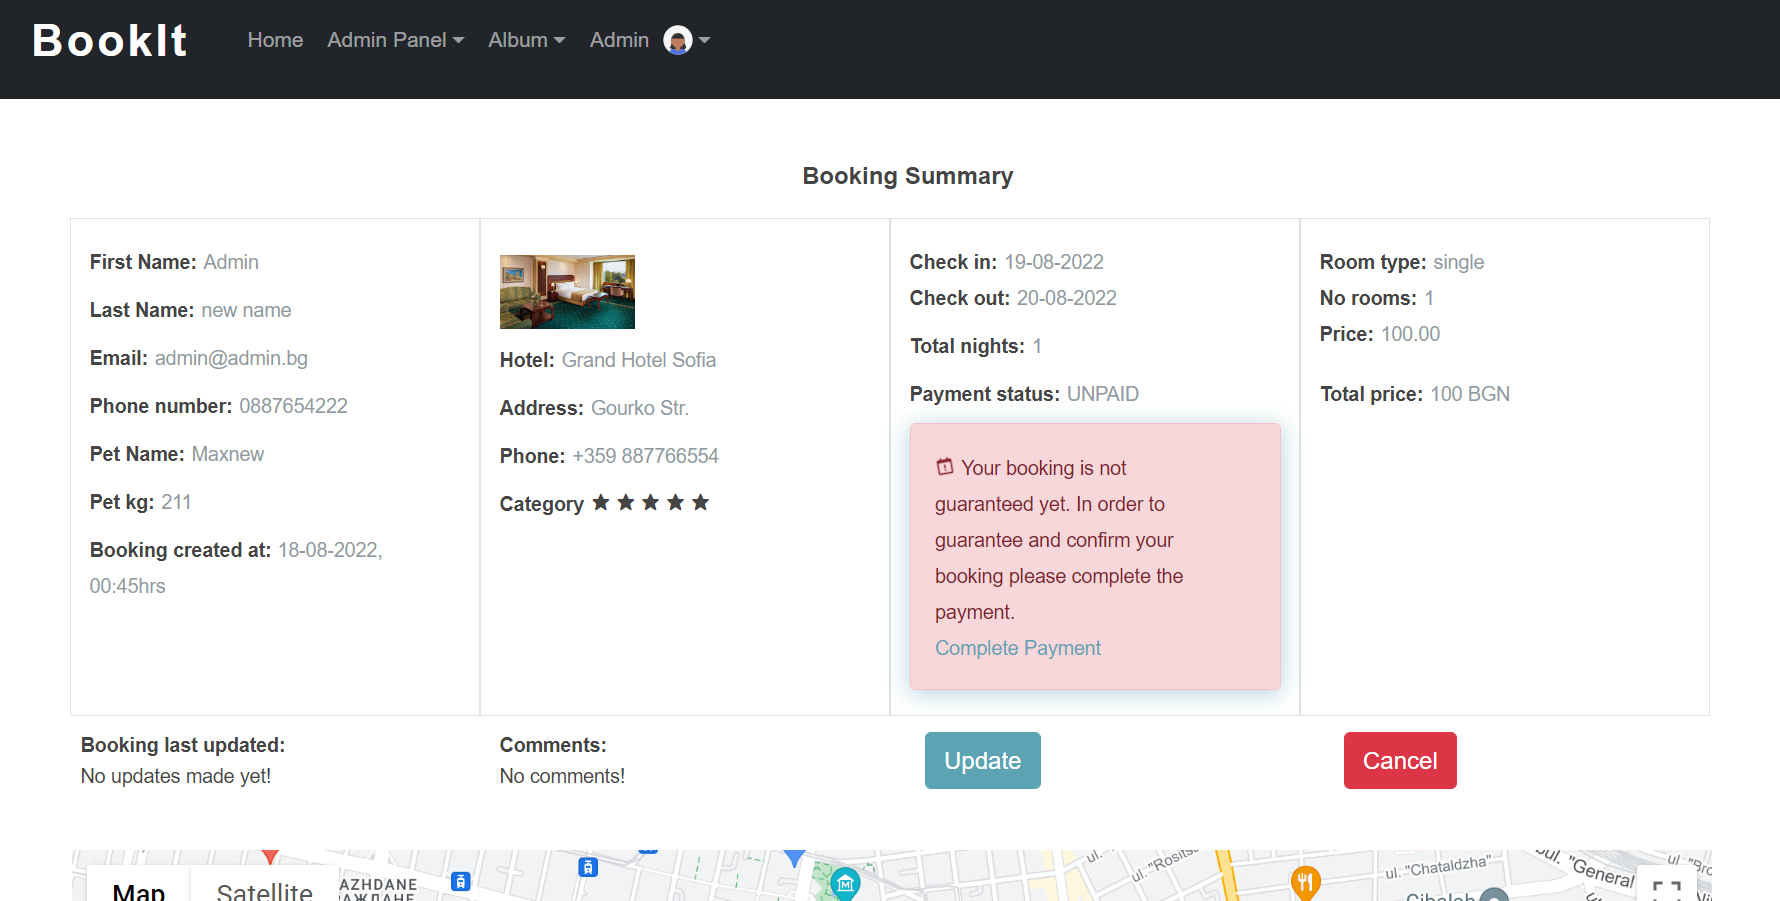 BookIt
Home Admin Panel Album Admin
Booking Summary
First Name: Admin
Last Name: new name
Email: admin@admin.bg
Phone number: 0887654222
Pet Name: Maxnew
Pet kg: 211
Booking created at: 18-08-2022,
00:45hrs
Hotel: Grand Hotel Sofia
Address: Gourko Str.
Phone: +359 887766554
Category
Check in: 19-08-2022
Check out: 20-08-2022
Total nights: 1
Payment status: UNPAID
Your booking is not
guaranteed yet. In order to
guarantee and confirm your
booking please complete the
payment.
Complete Payment
Room type: single
No rooms: 1
Price: 100.00
Total price: 100 BGN
Booking last updated:
No updates made yet!
Comments:
No comments!
Update
Cancel
Map Satellite
AZHDANE
ul. "Rosits
ul. "Chataldzha"
bul. "General
ul. "Bro